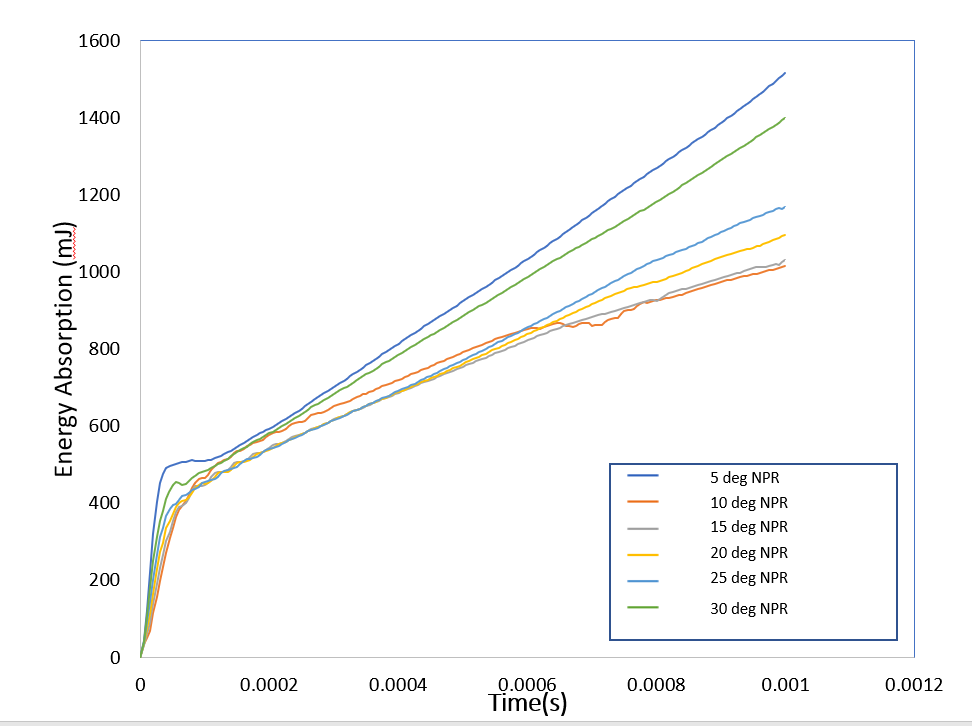 1600
1400
1200
1000
800
600
400
200
0
Energy Absorption (mJ)
0 0.0002 0.0004 0.0006 0.0008 0.001 0.0012
Time(s)
5 deg NPR
10 deg NPR
15 deg NPR
20 deg NPR
25 deg NPR
30 deg NPR